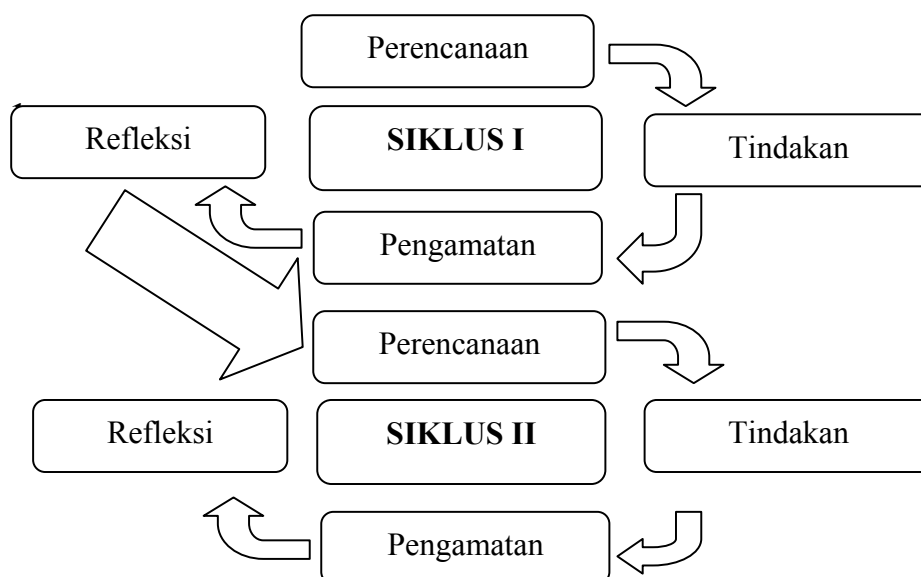 Perencanaan
Refleksi
SIKLUS I
Tindakan
Pengamatan
Perencanaan
Refleksi
SIKLUS II
Tindakan
Pengamatan